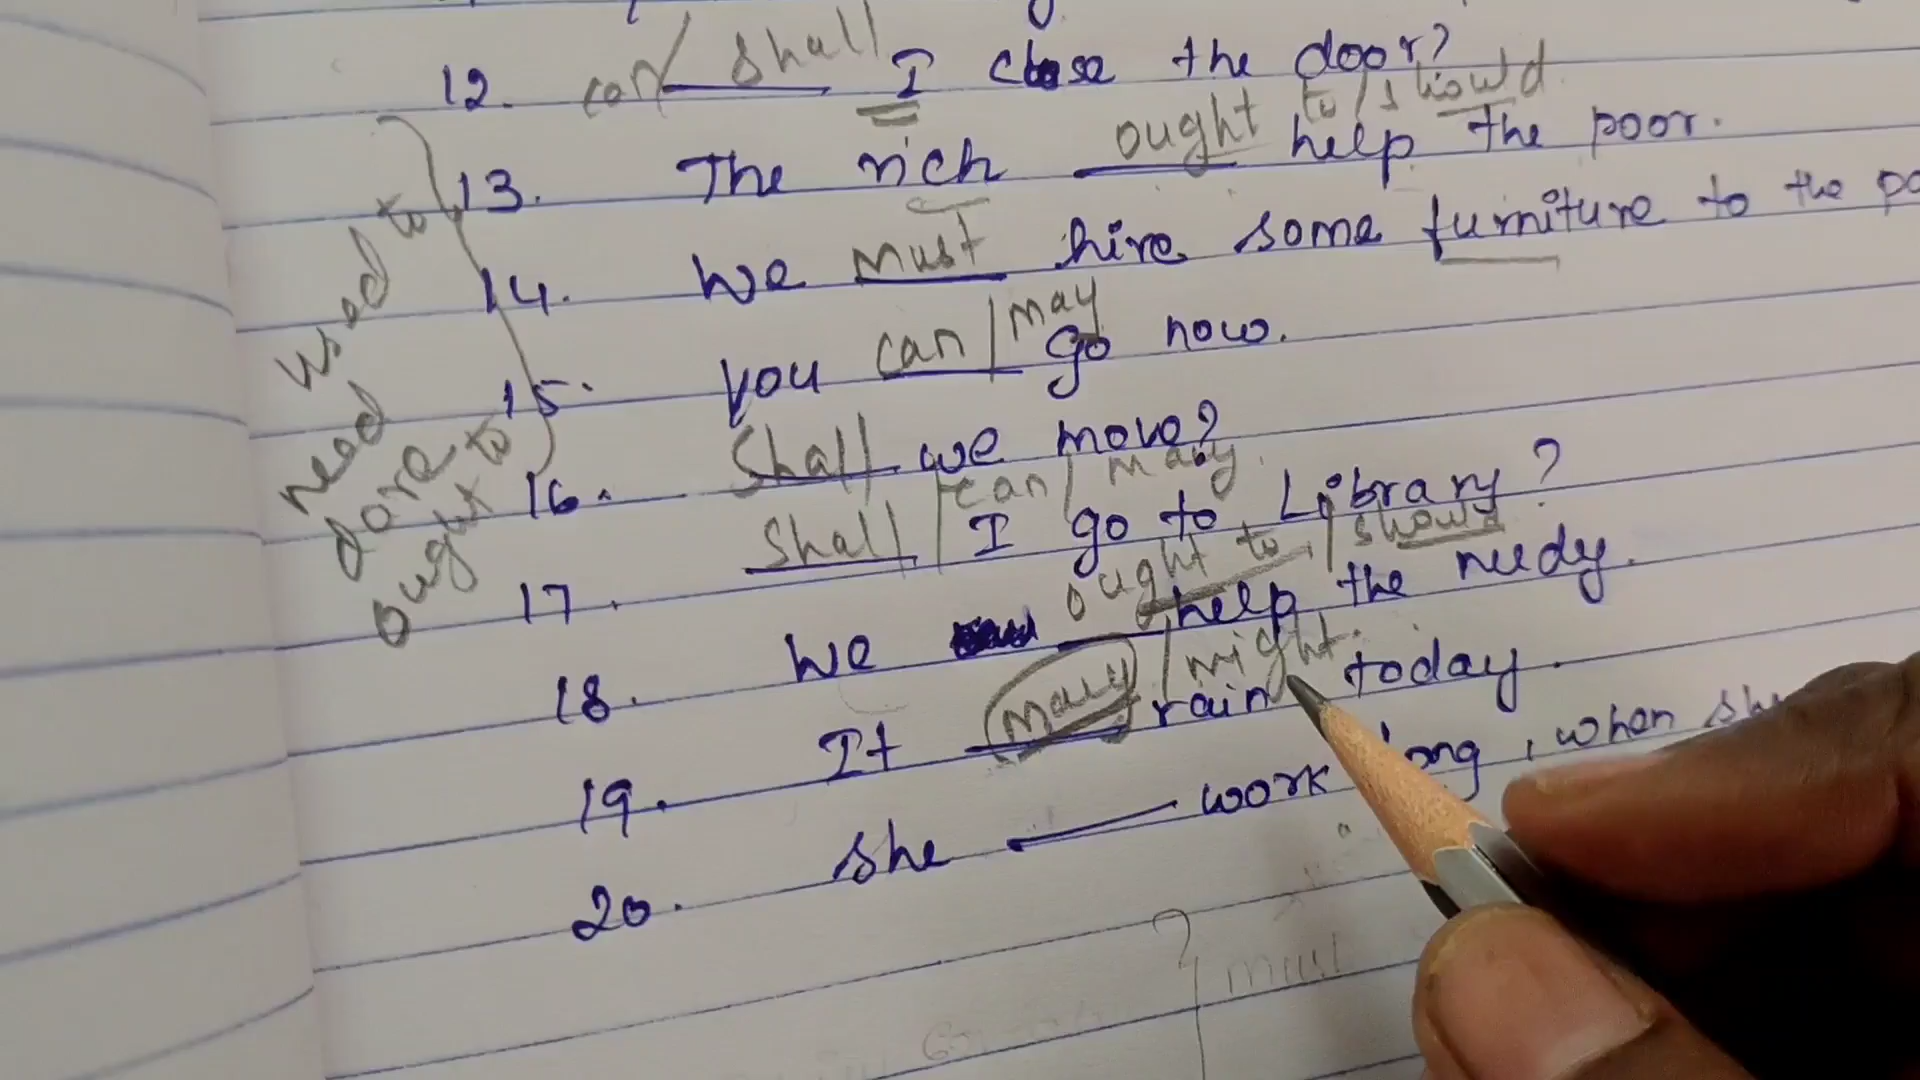 12. can/ shall I close the door?
13. The rich ought to/should help the poor.
14. We must hire some furniture to the
15. You can/may go now.
16. Shall we move?
17. Shall/can/may I go to Library?
18. We ought to/should help the needy.
19. It may/might rain today.
20. She ___ work long, when she
used to
need
dare
ought to
must